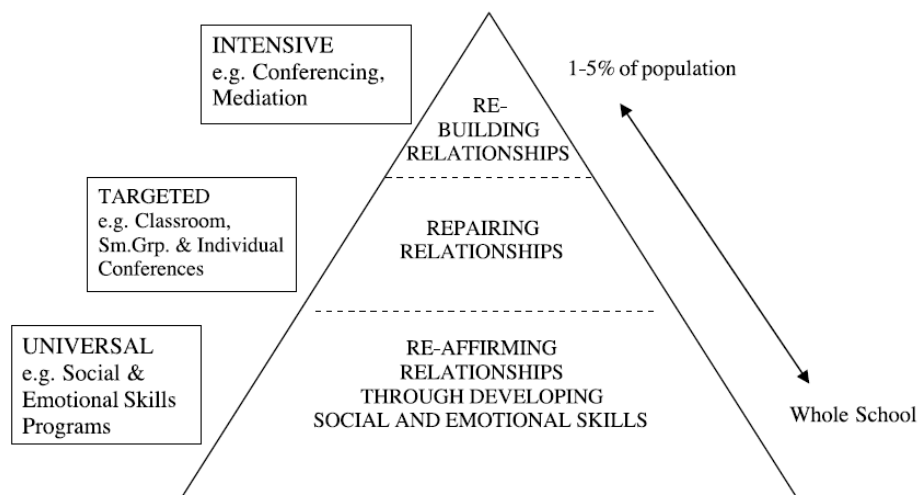 INTENSIVE
e.g. Conferencing,
Mediation
1-5% of population
RE-
BUILDING
RELATIONSHIPS
TARGETED
e.g. Classroom,
Sm.Grp. & Individual
Conferences
REPAIRING
RELATIONSHIPS
UNIVERSAL
e.g. Social &
Emotional Skills
Programs
RE-AFFIRMING
RELATIONSHIPS
THROUGH DEVELOPING
SOCIAL AND EMOTIONAL SKILLS
Whole School